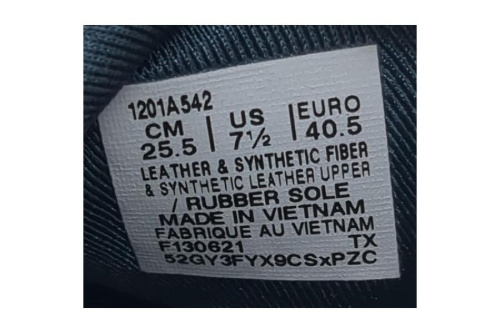 1201A542
CM | US | EURO
25.5 | 7½ | 40.5
LEATHER & SYNTHETIC FIBER
& SYNTHETIC LEATHER UPPER
/ RUBBER SOLE
MADE IN VIETNAM
FABRIQUE AU VIETNAM
F130621 TX
52GY3FYX9CSxPZC